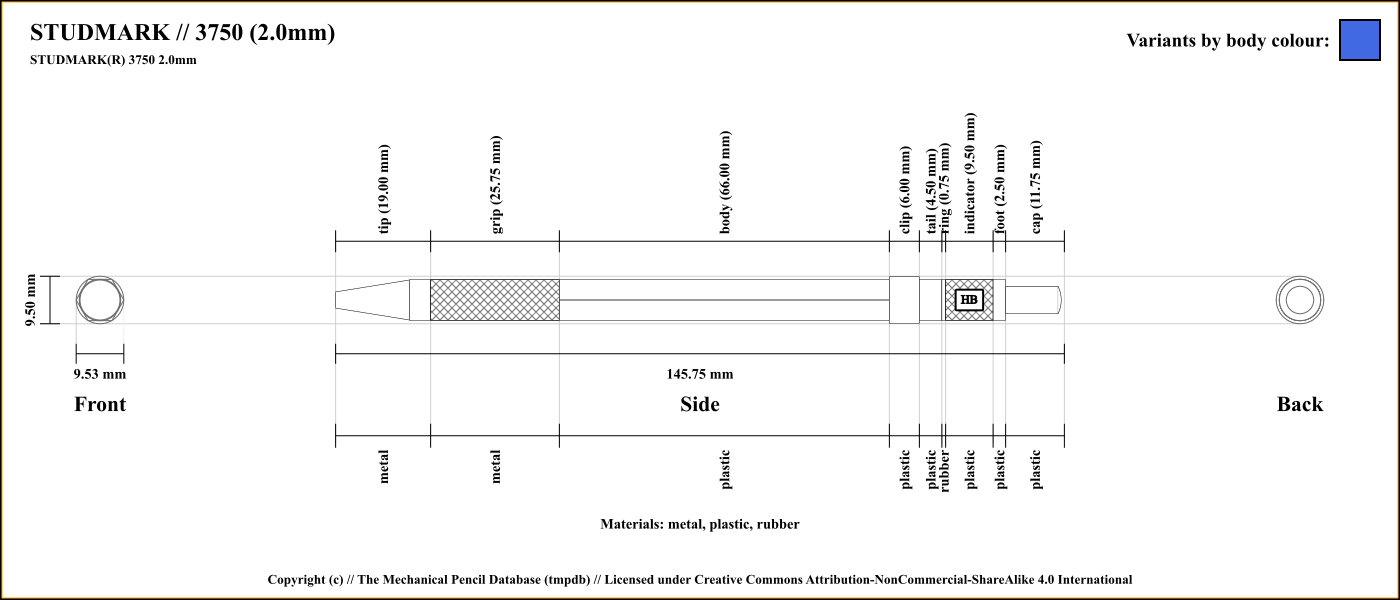 STUDMARK // 3750 (2.0mm)
STUDMARK(R) 3750 2.0mm
Variants by body colour:
tip (19.00 mm)
grip (25.75 mm)
body (66.00 mm)
clip (6.00 mm)
tail (4.50 mm)
ring (0.75 mm)
indicator (9.50 mm)
foot (2.50 mm)
cap (11.75 mm)
9.50 mm
HB
9.53 mm
145.75 mm
Front
Side
Back
metal
metal
plastic
plastic
plastic
rubber
plastic
plastic
plastic
Materials: metal, plastic, rubber
Copyright (c) // The Mechanical Pencil Database (tmpdb) // Licensed under Creative Commons Attribution-NonCommercial-ShareAlike 4.0 International